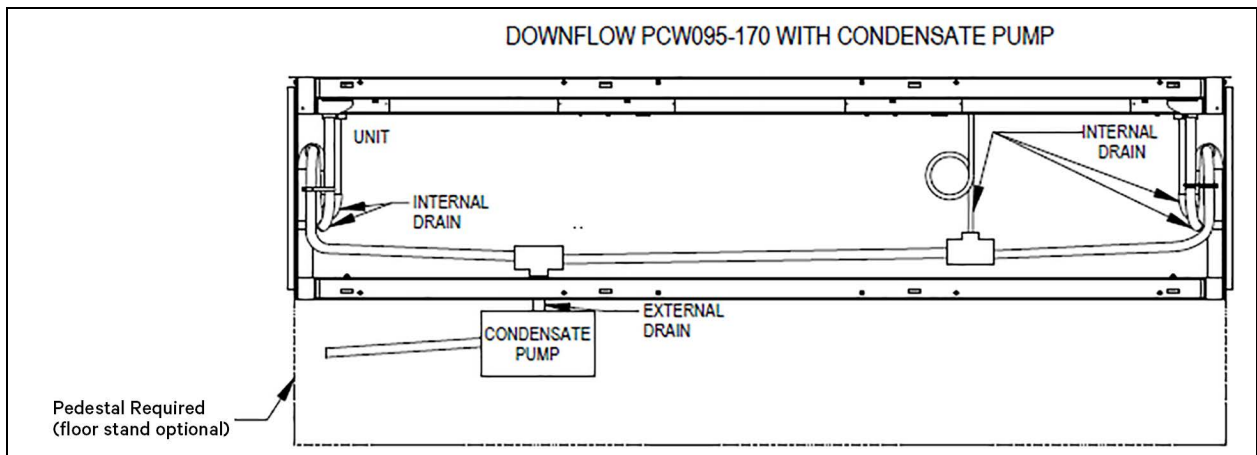 DOWNFLOW PCW095-170 WITH CONDENSATE PUMP
UNIT
INTERNAL
DRAIN
INTERNAL
DRAIN
EXTERNAL
DRAIN
CONDENSATE
PUMP
Pedestal Required
(floor stand optional)